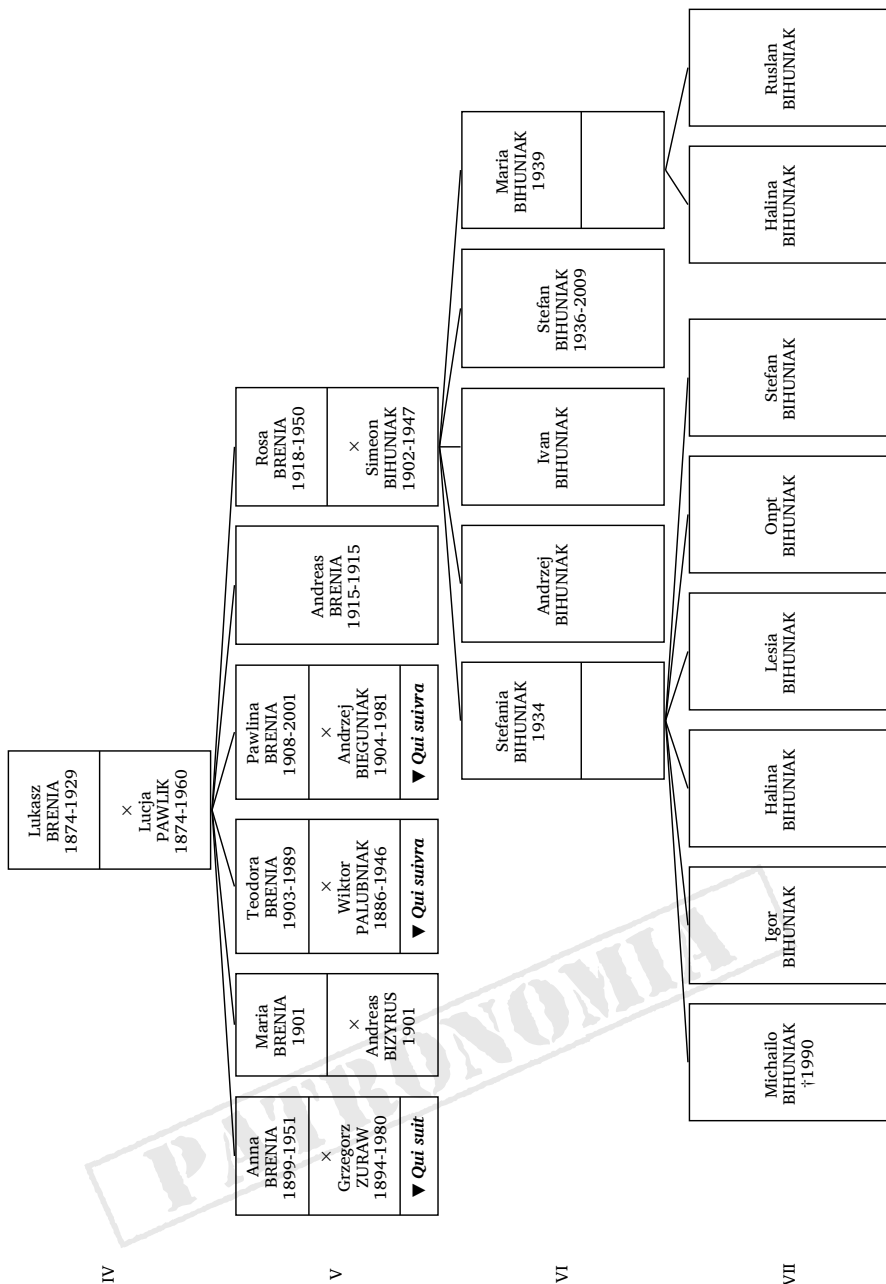 IV
Lukasz
BRENIA
1874-1929
×
Lucja
PAWLIK
1874-1960
V
Anna
BRENIA
1899-1951
×
Grzegorz
ZURAW
1894-1980
▼ Qui suit
Maria
BRENIA
1901
×
Andreas
BIZYRUS
1901
Teodora
BRENIA
1903-1989
×
Wiktor
PALUBNIAK
1886-1946
▼ Qui suivra
Pawlina
BRENIA
1908-2001
×
Andrzej
BIEGUNIAK
1904-1981
▼ Qui suivra
Andreas
BRENIA
1915-1915
Rosa
BRENIA
1918-1950
×
Simeon
BIHUNIAK
1902-1947
VI
Stefania
BIHUNIAK
1934
Andrzej
BIHUNIAK
Ivan
BIHUNIAK
Stefan
BIHUNIAK
1936-2009
Maria
BIHUNIAK
1939
VII
Michailo
BIHUNIAK
†1990
Igor
BIHUNIAK
Halina
BIHUNIAK
Lesia
BIHUNIAK
Onpt
BIHUNIAK
Stefan
BIHUNIAK
Halina
BIHUNIAK
Ruslan
BIHUNIAK
PATRONOMIA